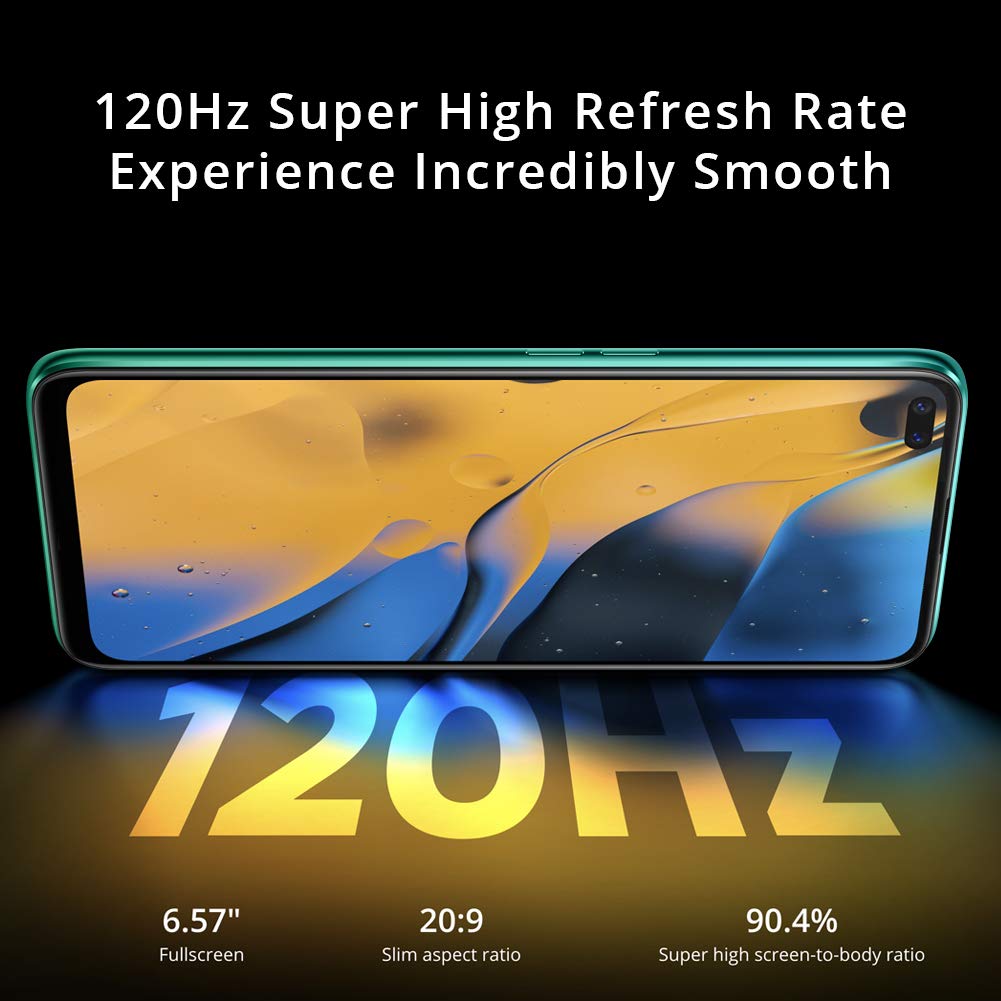 120Hz Super High Refresh Rate
Experience Incredibly Smooth
120Hz
6.57" 20:9 90.4%
Fullscreen Slim aspect ratio Super high screen-to-body ratio